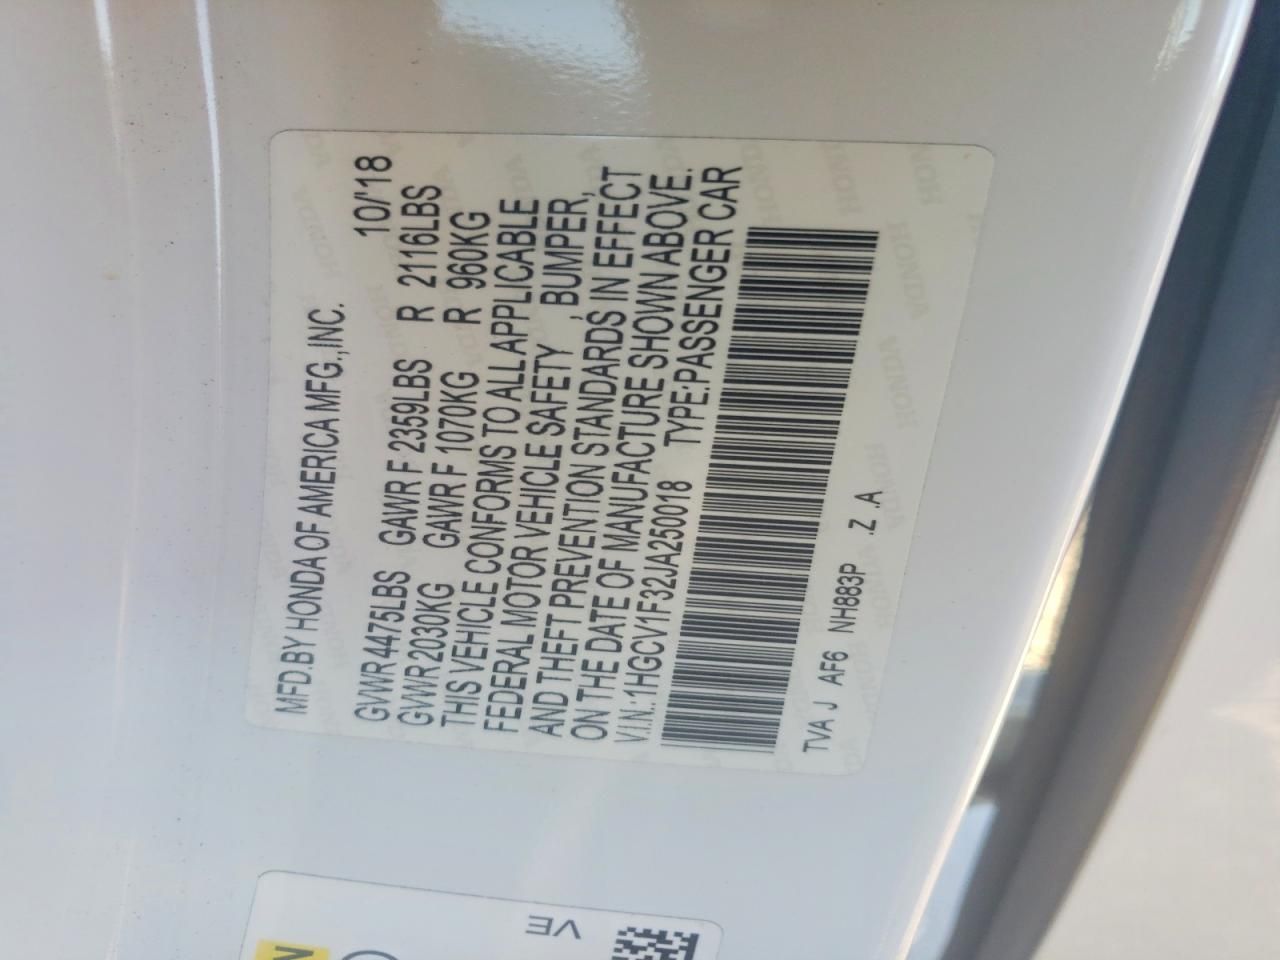 MFD.BY HONDA OF AMERICA MFG.,INC. 10/'18
GVWR 4475LBS GAWR F 2359LBS R 2116LBS
GVWR 2030KG GAWR F 1070KG R 960KG
THIS VEHICLE CONFORMS TO ALL APPLICABLE
FEDERAL MOTOR VEHICLE SAFETY , BUMPER,
AND THEFT PREVENTION STANDARDS IN EFFECT
ON THE DATE OF MANUFACTURE SHOWN ABOVE.
V.I.N.:1HGCV1F32JA250018 TYPE:PASSENGER CAR
TVA J AF6 NH883P .Z .A
VE